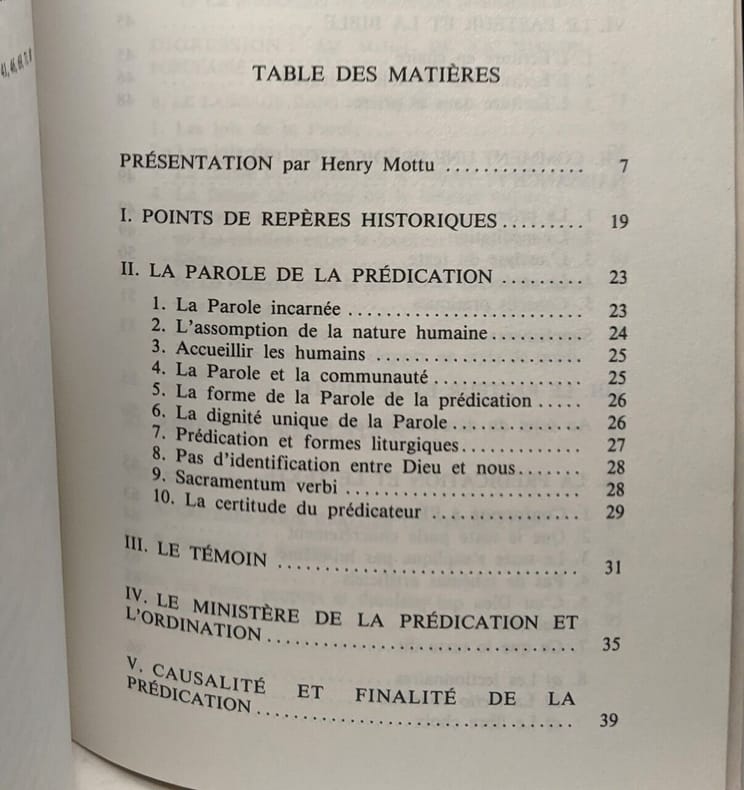 TABLE DES MATIÈRES
PRÉSENTATION par Henry Mottu ............... 7
I. POINTS DE REPÈRES HISTORIQUES ......... 19
II. LA PAROLE DE LA PRÉDICATION ......... 23
1. La Parole incarnée .......................... 23
2. L'assomption de la nature humaine .......... 24
3. Accueillir les humains ....................... 25
4. La Parole et la communauté ................ 25
5. La forme de la Parole de la prédication ..... 26
6. La dignité unique de la Parole .............. 26
7. Prédication et formes liturgiques ............. 27
8. Pas d'identification entre Dieu et nous ....... 28
9. Sacramentum verbi .......................... 28
10. La certitude du prédicateur ................ 29
III. LE TÉMOIN ................................. 31
IV. LE MINISTÈRE DE LA PRÉDICATION ET
L'ORDINATION .................................. 35
V. CAUSALITÉ ET FINALITÉ DE LA
PRÉDICATION ................................... 39